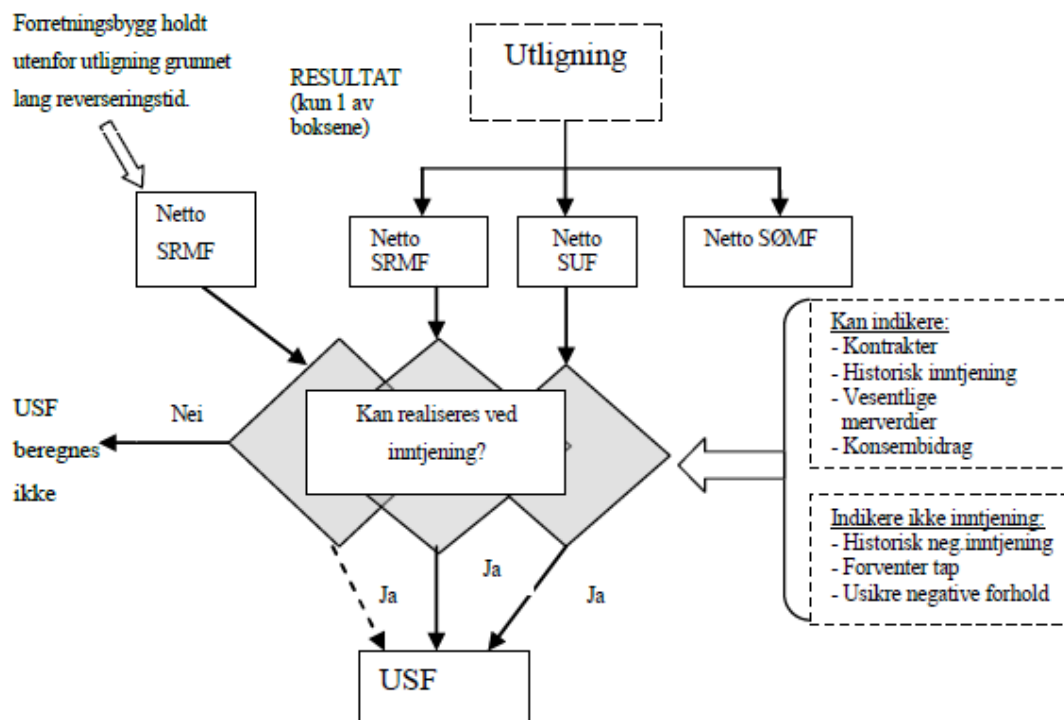 Forretningsbygg holdt
utenfor utligning grunnet
lang reverseringstid.
RESULTAT
(kun 1 av
boksene)
Utligning
Netto
SRMF
Netto
SRMF
Netto
SUF
Netto SØMF
Kan indikere:
- Kontrakter
- Historisk inntjening
- Vesentlige
merverdier
- Konsernbidrag
Indikere ikke inntjening:
- Historisk neg.inntjening
- Forventer tap
- Usikre negative forhold
Kan realiseres ved
inntjening?
Nei
USF
beregnes
ikke
Ja
Ja
Ja
USF